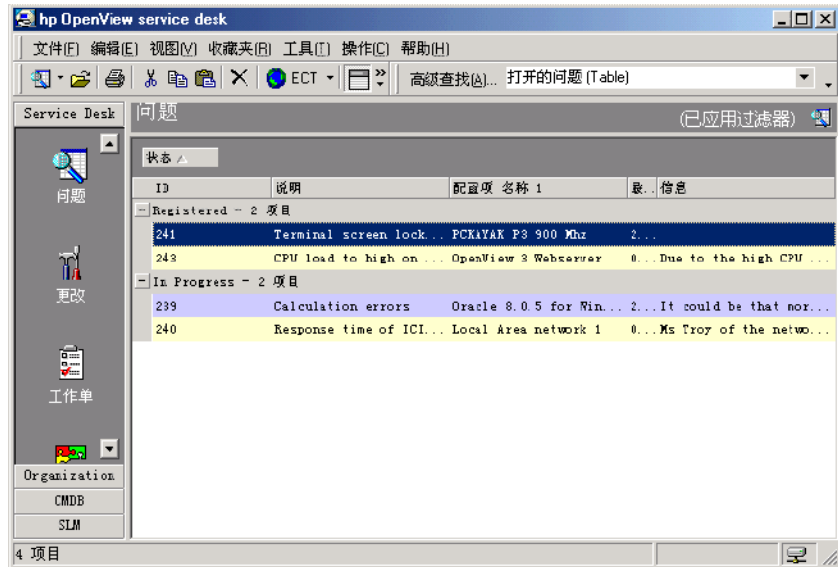 hp OpenView service desk
文件(F) 编辑(E) 视图(V) 收藏夹(R) 工具(T) 操作(C) 帮助(H)
ECT 高级查找(A)... 打开的问题 (Table)
Service Desk 问题 (已应用过滤器)
状态
ID 说明 配置项 名称 1 最.. 信息
问题
Registered - 2 项目
241 Terminal screen lock... PCKAYAK P3 900 Mhz 2...
243 CPU load to high on ... OpenView 3 Webserver 0... Due to the high CPU ...
In Progress - 2 项目
239 Calculation errors Oracle 8.0.5 for Win... 2... It could be that nor...
240 Response time of ICI... Local Area network 1 0... Ms Troy of the netwo...
更改
工作单
Organization
CMDB
SLM
4 项目